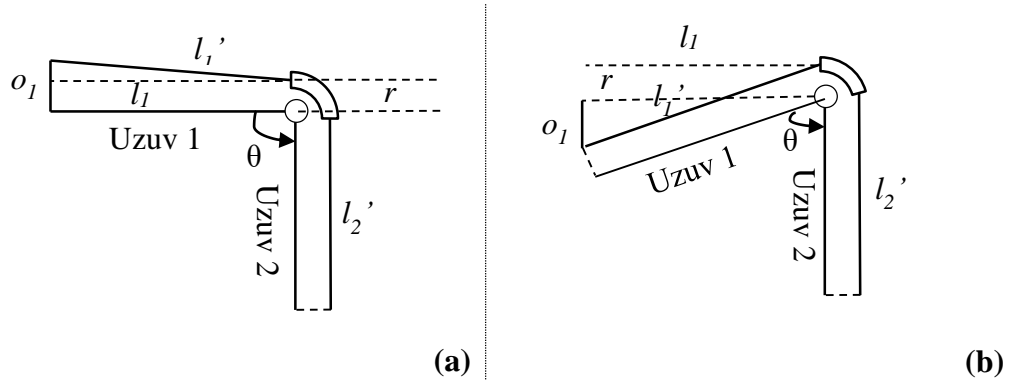 l₁’
o₁
l₁
r
Uzuv 1
θ
Uzuv 2
l₂’
(a)
l₁
r
l₁’
o₁
Uzuv 1
θ
Uzuv 2
l₂’
(b)